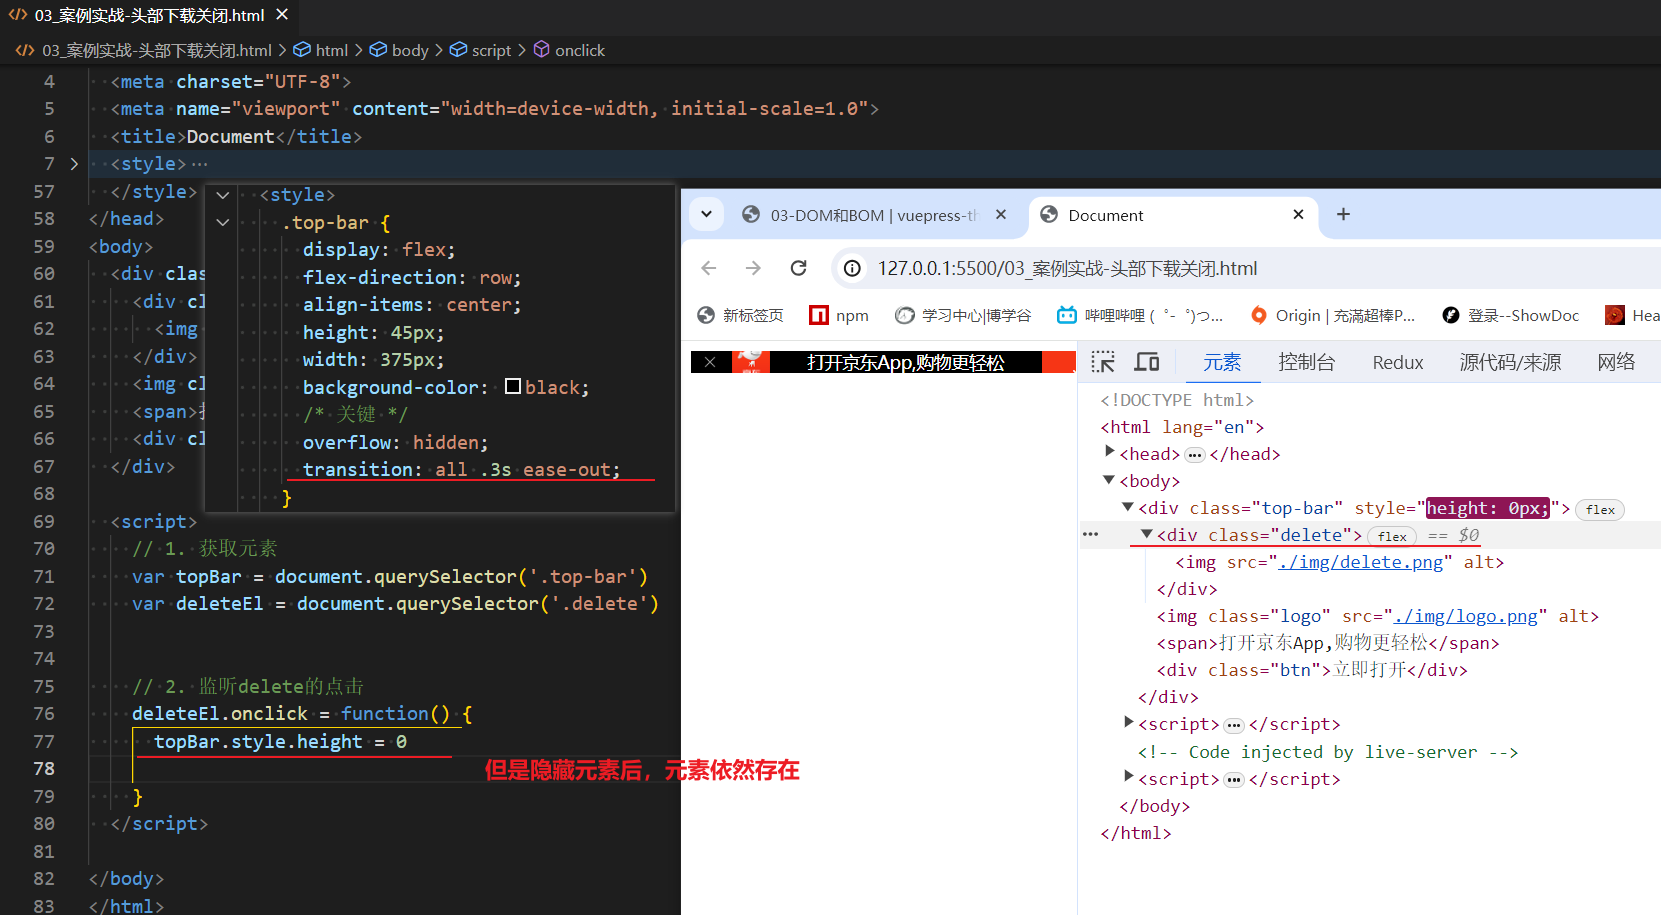 03_案例实战-头部下载关闭.html
03_案例实战-头部下载关闭.html > html > body > script > onclick
4 <meta charset="UTF-8">
5 <meta name="viewport" content="width=device-width, initial-scale=1.0">
6 <title>Document</title>
7 <style>…
57 </style>
58 </head>
59 <body>
60 <div clas
61 <div cl
62 <img
63 </div>
64 <img cl
65 <span>
66 <div cl
67 </div>
68
69 <script>
70 // 1. 获取元素
71 var topBar = document.querySelector('.top-bar')
72 var deleteEl = document.querySelector('.delete')
73
74
75 // 2. 监听delete的点击
76 deleteEl.onclick = function() {
77 topBar.style.height = 0
78
79 }
80 </script>
81
82 </body>
83 </html>
<style>
.top-bar {
display: flex;
flex-direction: row;
align-items: center;
height: 45px;
width: 375px;
background-color: black;
/* 关键 */
overflow: hidden;
transition: all .3s ease-out;
}
但是隐藏元素后，元素依然存在
03-DOM和BOM | vuepress-th
Document
127.0.0.1:5500/03_案例实战-头部下载关闭.html
新标签页 npm 学习中心|博学谷 哔哩哔哩 (゜-゜)つ... Origin | 充满超棒P... 登录--ShowDoc Hea
打开京东App,购物更轻松
元素 控制台 Redux 源代码/来源 网络
<!DOCTYPE html>
<html lang="en">
<head>…</head>
<body>
<div class="top-bar" style="height: 0px;"> flex
… <div class="delete"> flex == $0
<img src="./img/delete.png" alt>
</div>
<img class="logo" src="./img/logo.png" alt>
<span>打开京东App,购物更轻松</span>
<div class="btn">立即打开</div>
</div>
<script>…</script>
<!-- Code injected by live-server -->
<script>…</script>
</body>
</html>